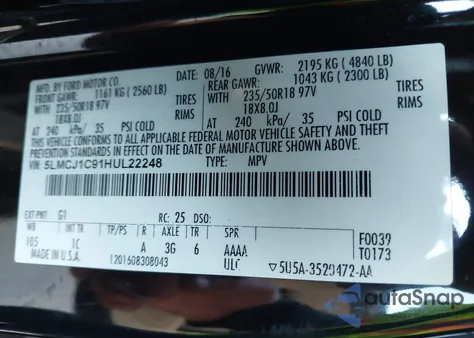 MFD. BY FORD MOTOR CO.
DATE: 08/16 GVWR: 2195 KG ( 4840 LB)
FRONT GAWR: 1161 KG ( 2560 LB)
REAR GAWR: 1043 KG ( 2300 LB)
WITH 235/50R18 97V TIRES WITH 235/50R18 97V TIRES
18X8.0J RIMS 18X8.0J RIMS
AT 240 kPa/ 35 PSI COLD AT 240 kPa/ 35 PSI COLD
THIS VEHICLE CONFORMS TO ALL APPLICABLE FEDERAL MOTOR VEHICLE SAFETY AND THEFT
PREVENTION STANDARDS IN EFFECT ON THE DATE OF MANUFACTURE SHOWN ABOVE.
VIN: 5LMCJ1C91HUL22248 TYPE: MPV
EXT PNT: G1 RC: 25 DSO:
WB TP/PS R AXLE TR SPR
105 1C A 3G 6 AAAA F0039
MADE IN U.S.A. T0173
1201608308043 ULC ▽5U5A-3520472-AA
autoSnap